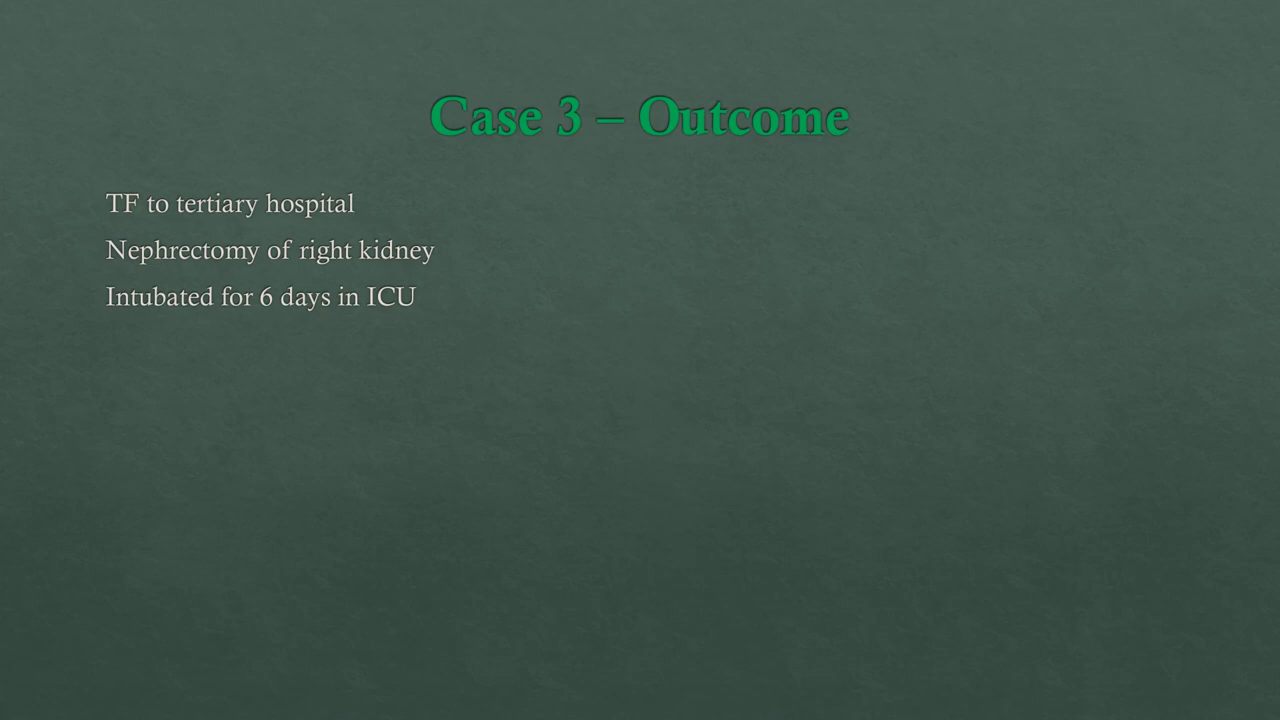 Case 3 – Outcome
TF to tertiary hospital
Nephrectomy of right kidney
Intubated for 6 days in ICU